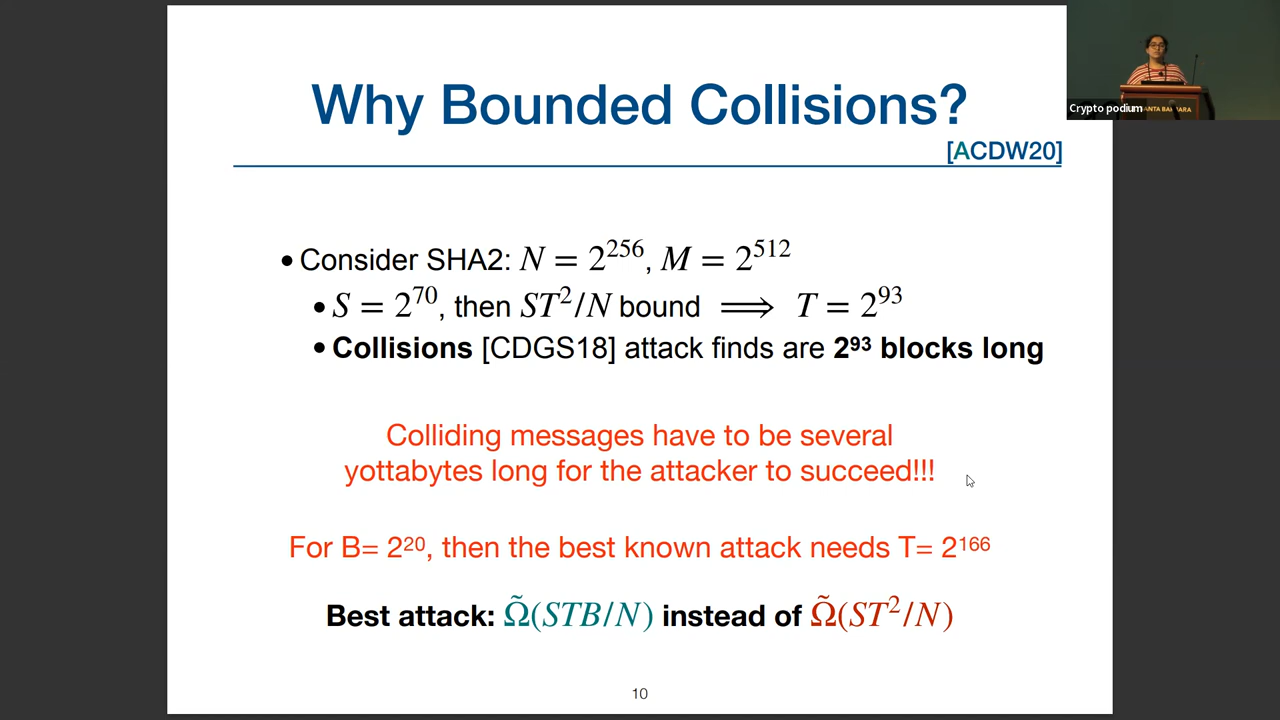 Why Bounded Collisions?
[ACDW20]
• Consider SHA2: N = 2^256, M = 2^512
• S = 2^70, then ST^2/N bound ⟹ T = 2^93
• Collisions [CDGS18] attack finds are 2^93 blocks long
Colliding messages have to be several
yottabytes long for the attacker to succeed!!!
For B= 2^20, then the best known attack needs T= 2^166
Best attack: Ω̃(STB/N) instead of Ω̃(ST^2/N)
10
Crypto podium